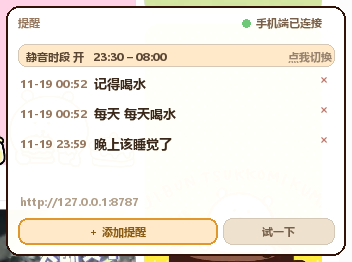 提醒
手机端已连接
静音时段 开 23:30 – 08:00 点我切换
11-19 00:52 记得喝水 ×
11-19 00:52 每天 每天喝水 ×
11-19 23:59 晚上该睡觉了 ×
http://127.0.0.1:8787
+ 添加提醒
试一下